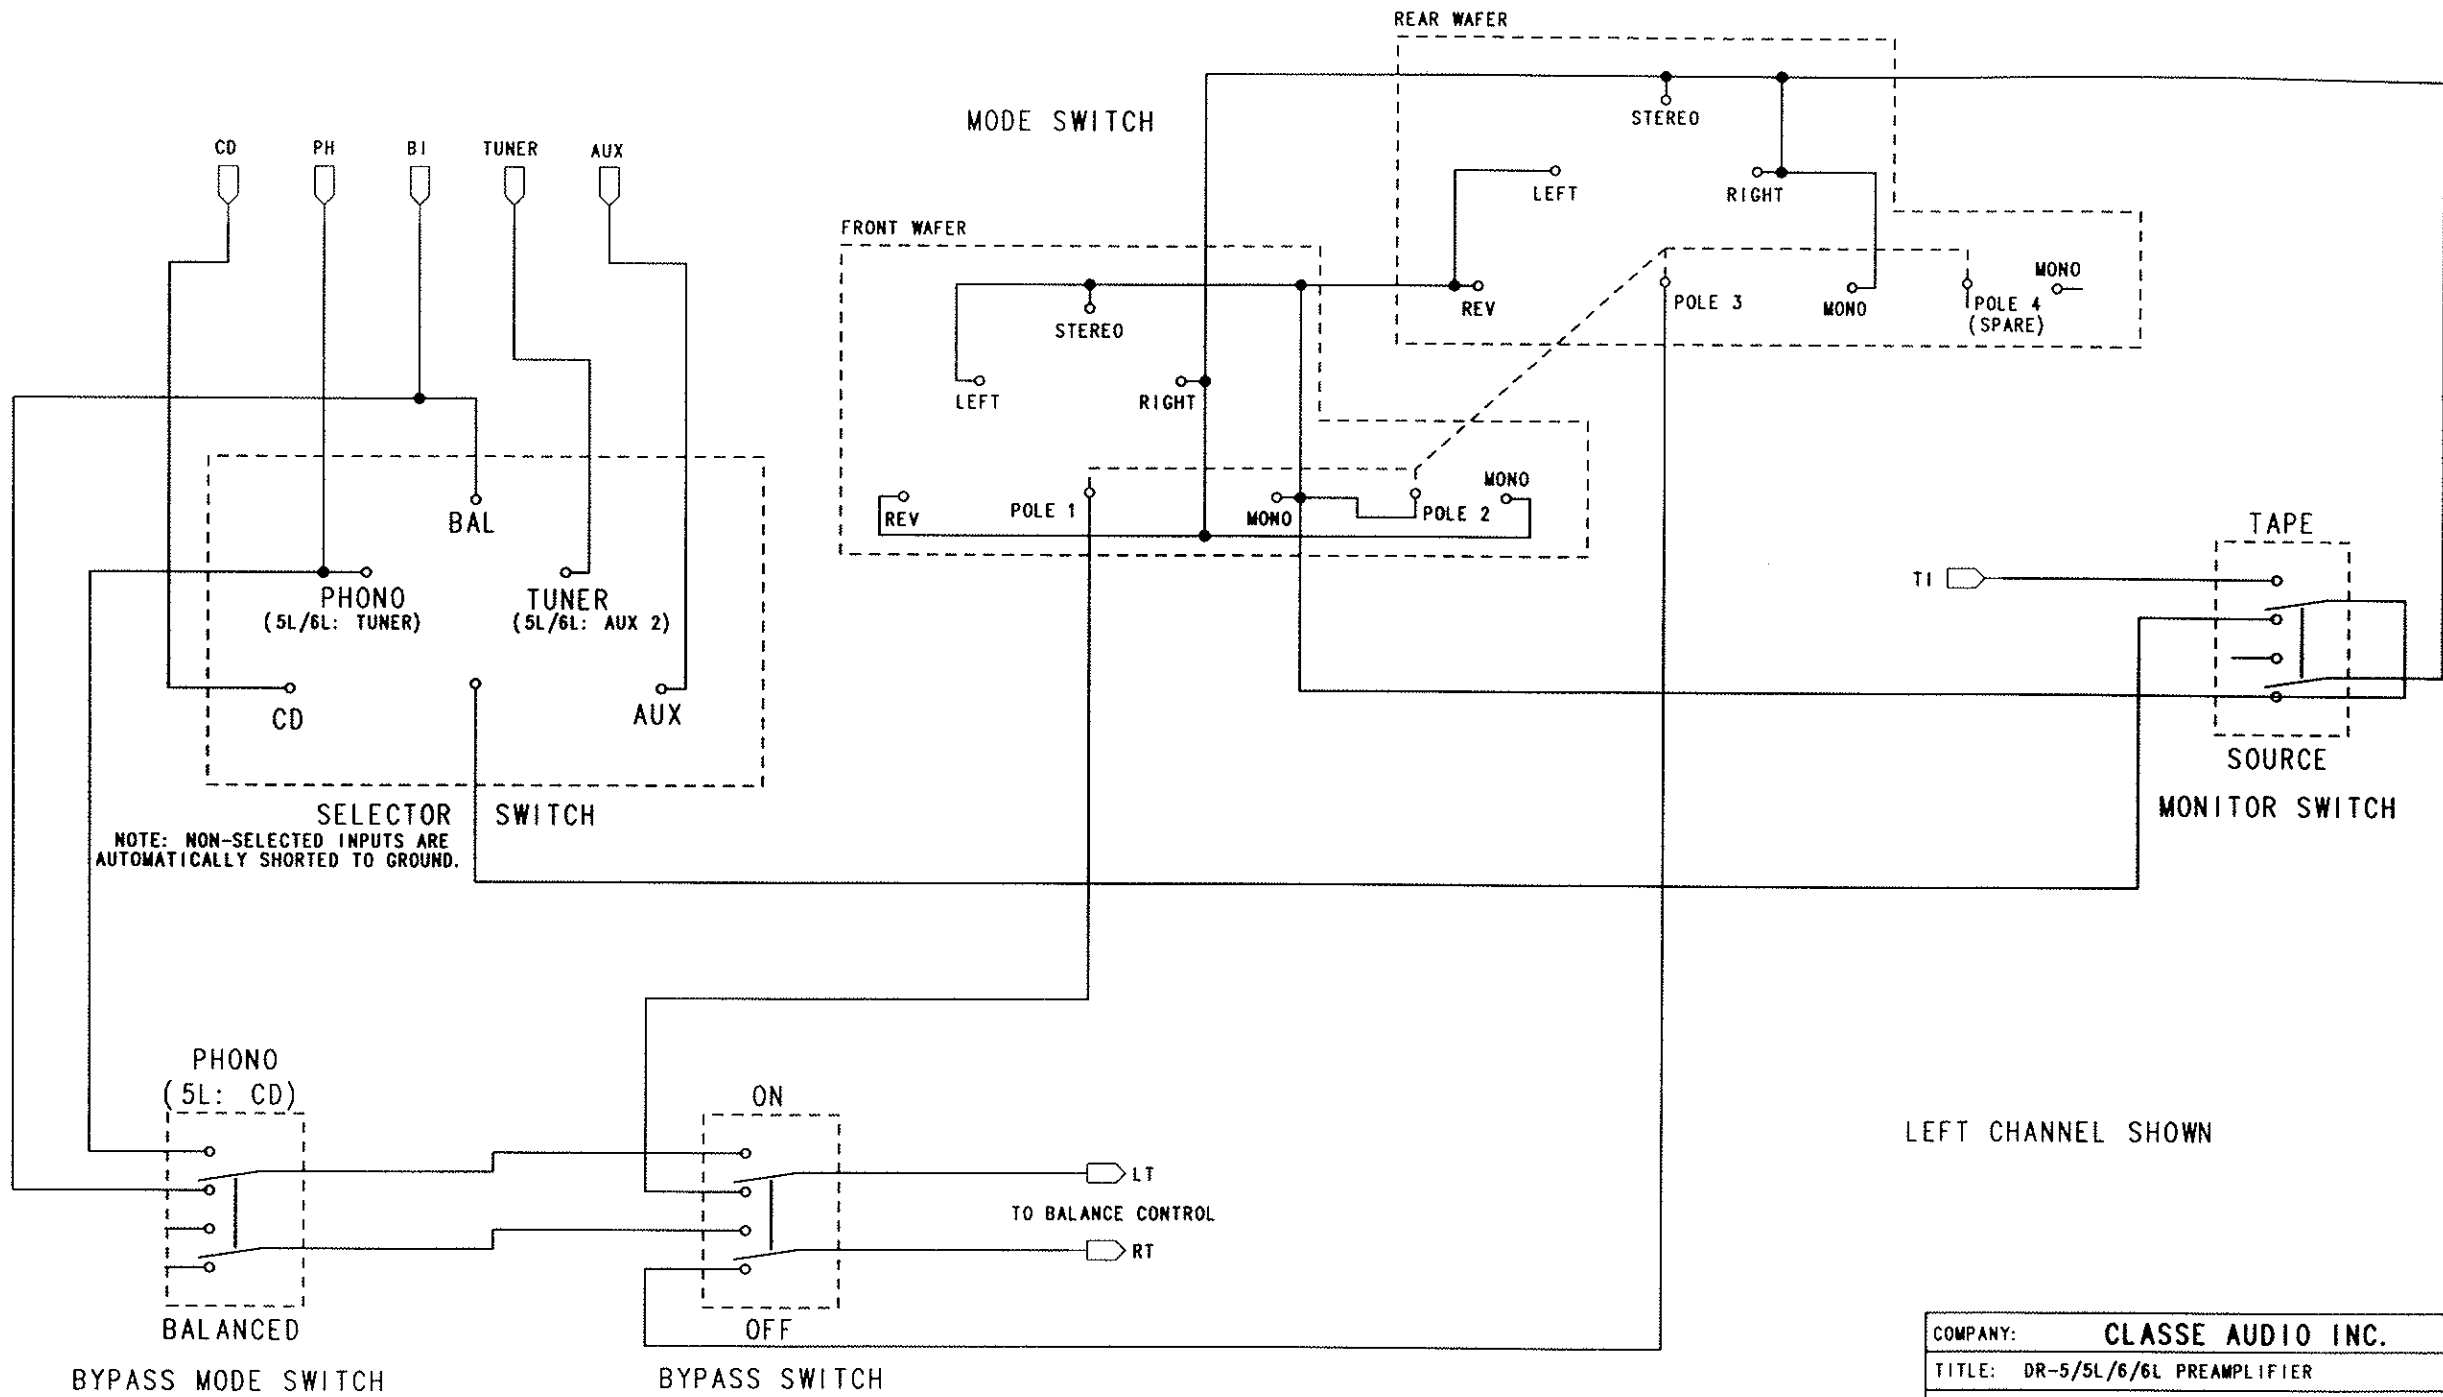 REAR WAFER
MODE SWITCH
STEREO
CD
PH
BI
TUNER
AUX
LEFT
RIGHT
FRONT WAFER
REV
POLE 3
MONO
POLE 4
(SPARE)
MONO
STEREO
LEFT
RIGHT
REV
POLE 1
MONO
POLE 2
MONO
BAL
PHONO
(5L/6L: TUNER)
TUNER
(5L/6L: AUX 2)
CD
AUX
SELECTOR SWITCH
NOTE: NON-SELECTED INPUTS ARE
AUTOMATICALLY SHORTED TO GROUND.
TAPE
TI
SOURCE
MONITOR SWITCH
PHONO
(5L: CD)
BALANCED
BYPASS MODE SWITCH
ON
OFF
BYPASS SWITCH
LT
TO BALANCE CONTROL
RT
LEFT CHANNEL SHOWN
COMPANY: CLASSE AUDIO INC.
TITLE: DR-5/5L/6/6L PREAMPLIFIER